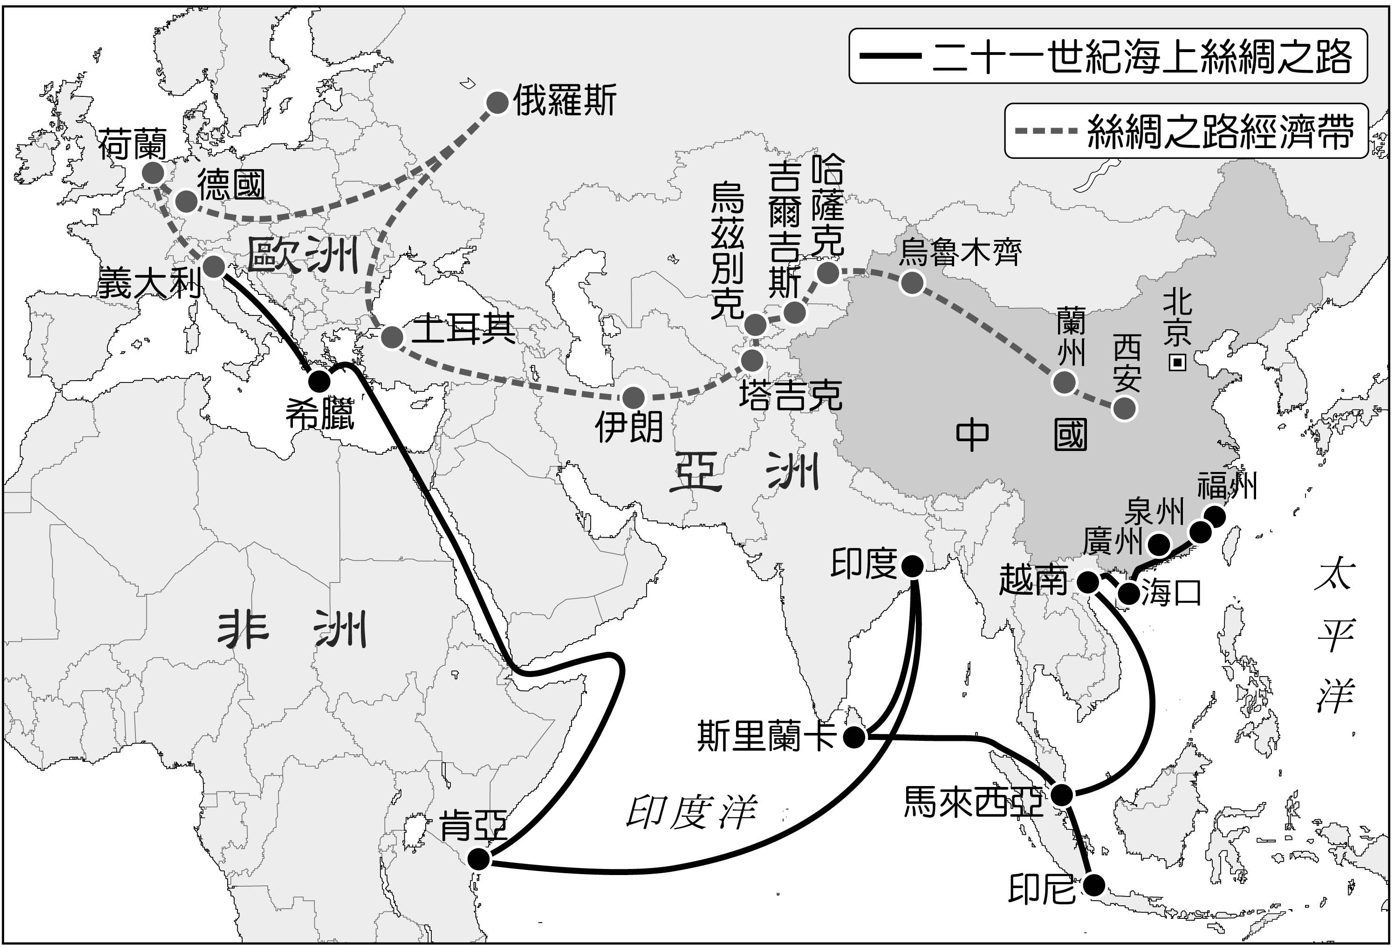 二十一世紀海上絲綢之路
絲綢之路經濟帶
俄羅斯
荷蘭
德國
歐洲
義大利
土耳其
希臘
伊朗
塔吉克
烏茲別克
吉爾吉斯
哈薩克
烏魯木齊
蘭州
西安
北京
中國
亞洲
福州
泉州
廣州
海口
越南
印度
太平洋
非洲
斯里蘭卡
馬來西亞
印度洋
肯亞
印尼